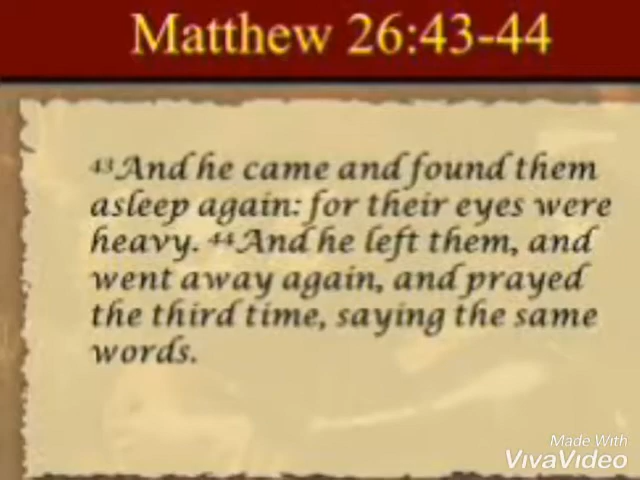 Matthew 26:43-44
43And he came and found them
asleep again: for their eyes were
heavy. 44And he left them, and
went away again, and prayed
the third time, saying the same
words.
Made With
VivaVideo